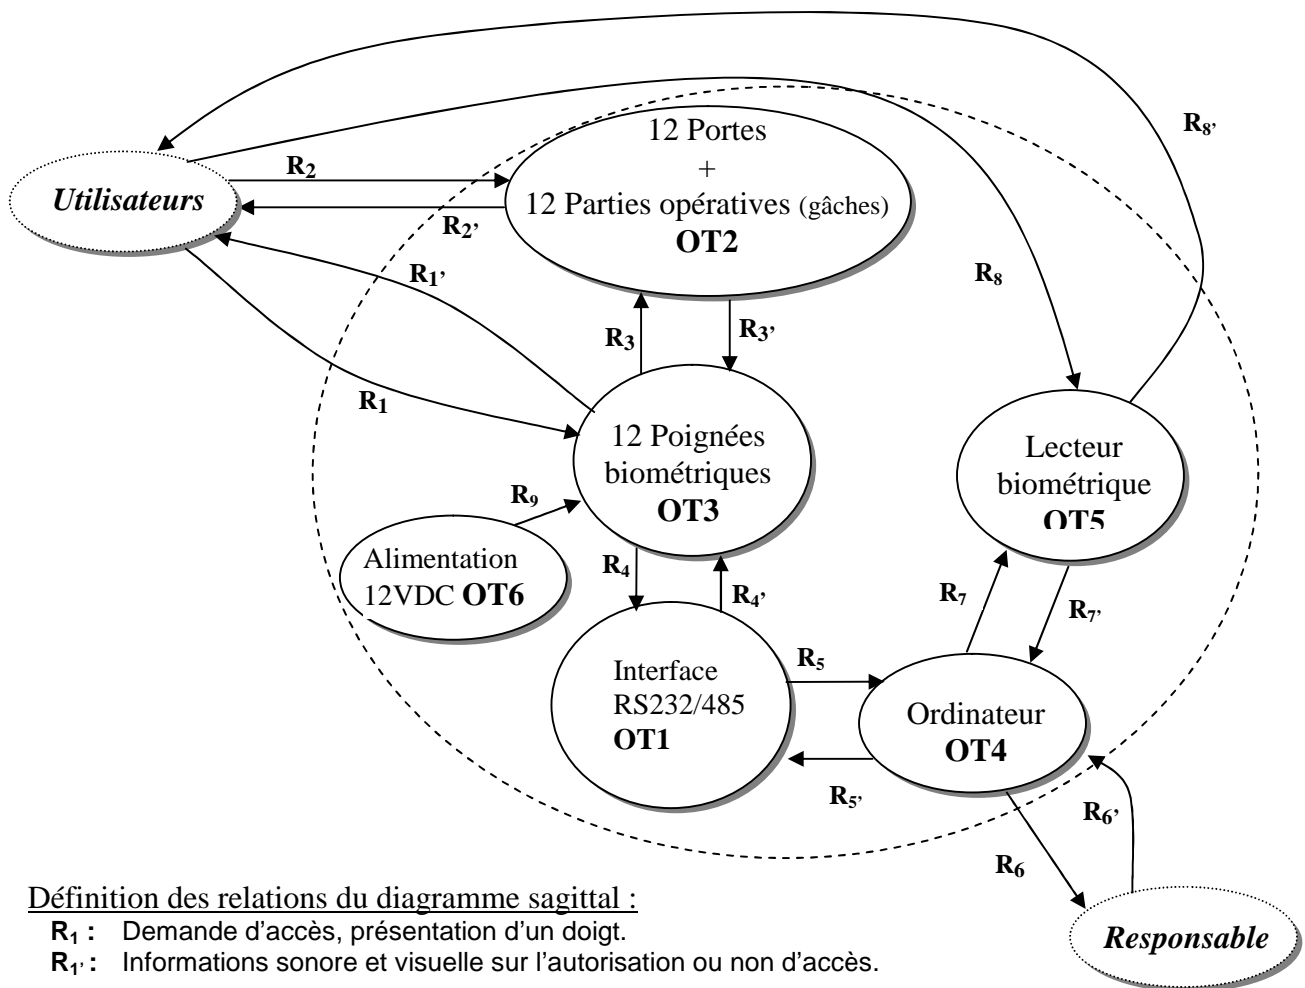 R8'
12 Portes
+
12 Parties opératives (gâches)
OT2
Utilisateurs
R2
R2'
R1'
R8
R3
R3'
R1
12 Poignées
biométriques
OT3
Lecteur
biométrique
OT5
R9
Alimentation
12VDC OT6
R4
R4'
R7
R7'
Interface
RS232/485
OT1
R5
R5'
Ordinateur
OT4
R6
R6'
Responsable
Définition des relations du diagramme sagittal :
R1 : Demande d'accès, présentation d'un doigt.
R1' : Informations sonore et visuelle sur l'autorisation ou non d'accès.